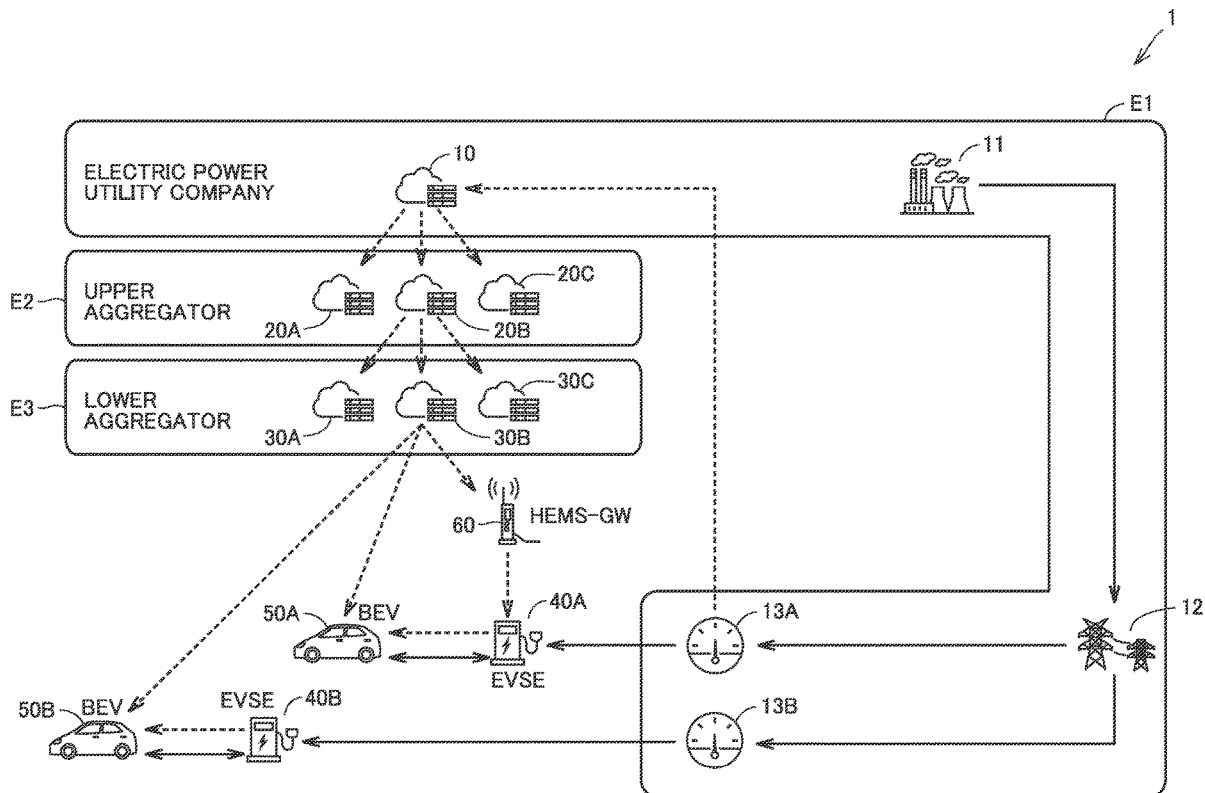 1
E1
ELECTRIC POWER
UTILITY COMPANY
10
11
E2
UPPER
AGGREGATOR
20A
20B
20C
E3
LOWER
AGGREGATOR
30A
30B
30C
60
HEMS-GW
50A
BEV
40A
EVSE
13A
12
50B
BEV
EVSE
40B
13B